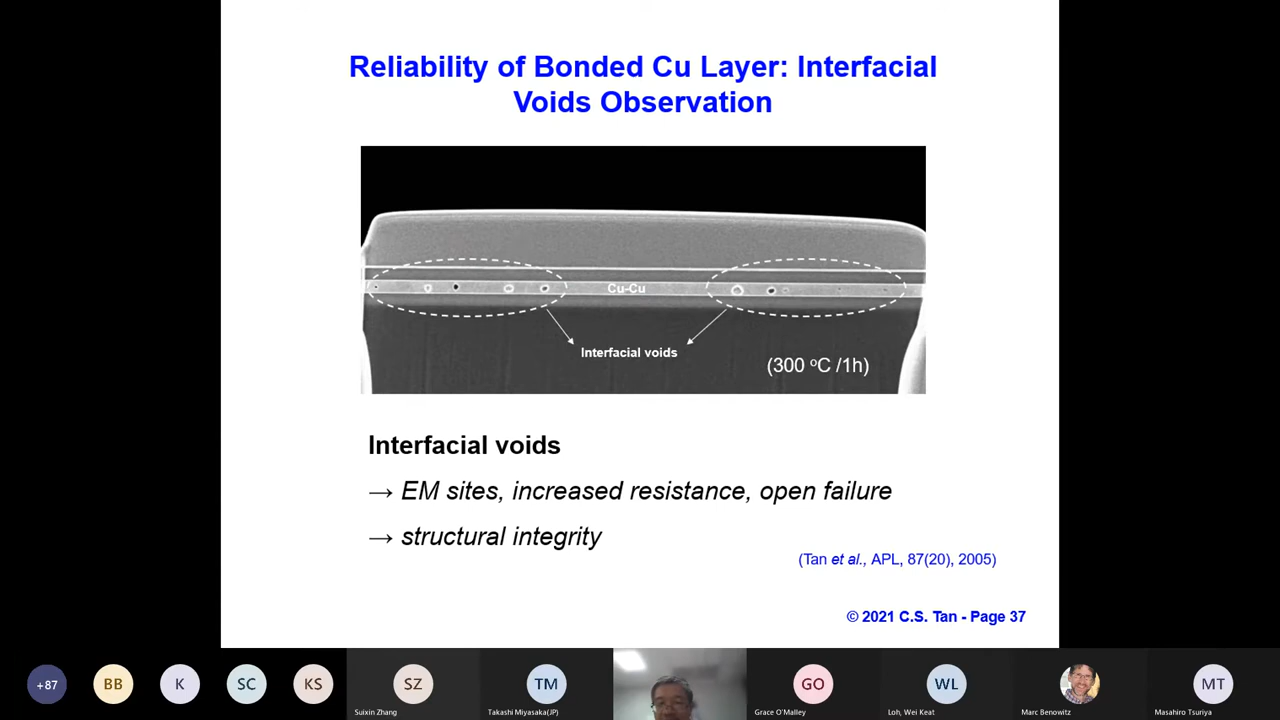 Reliability of Bonded Cu Layer: Interfacial
Voids Observation
Cu-Cu
Interfacial voids
(300 °C /1h)
Interfacial voids
→ EM sites, increased resistance, open failure
→ structural integrity
(Tan et al., APL, 87(20), 2005)
© 2021 C.S. Tan - Page 37
+87
BB
K
SC
KS
SZ
TM
GO
WL
MT
Suixin Zhang
Takashi Miyasaka(JP)
Grace O'Malley
Loh, Wei Keat
Marc Benowitz
Masahiro Tsuriya